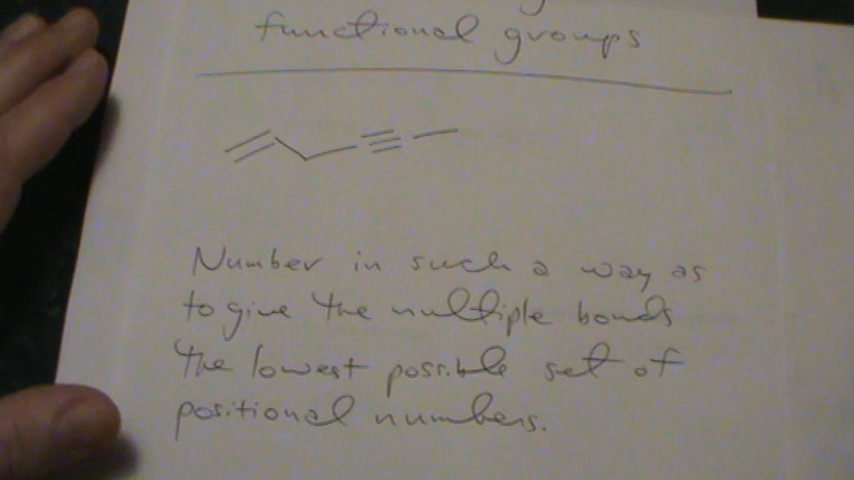 functional groups
Number in such a way as
to give the multiple bonds
the lowest possible set of
positional numbers.